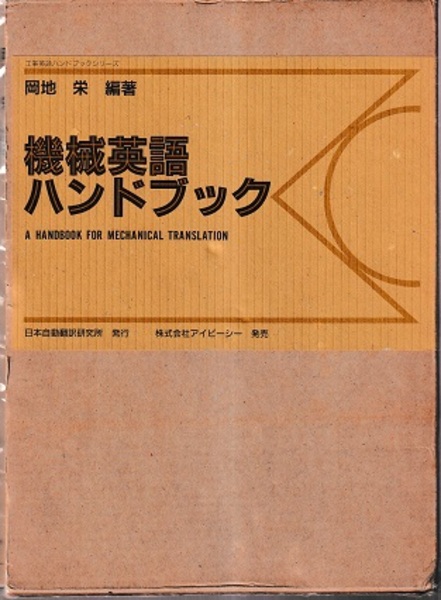 工業英語ハンドブックシリーズ
岡地 栄 編著
機械英語
ハンドブック
A HANDBOOK FOR MECHANICAL TRANSLATION
日本自動翻訳研究所 発行 株式会社アイピーシー 発売